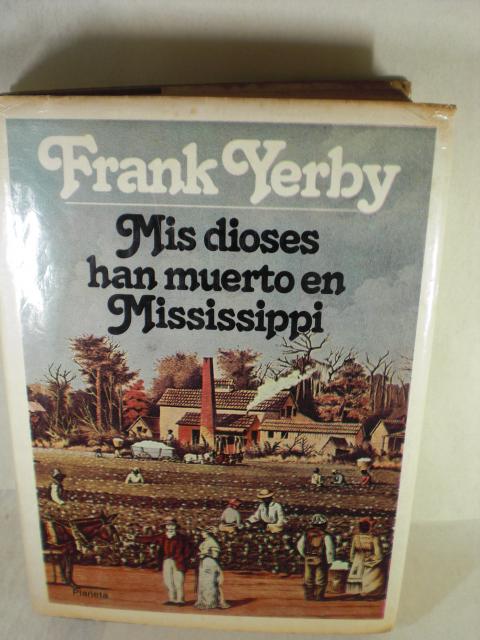 Frank Yerby
Mis dioses
han muerto en
Mississippi
Planeta